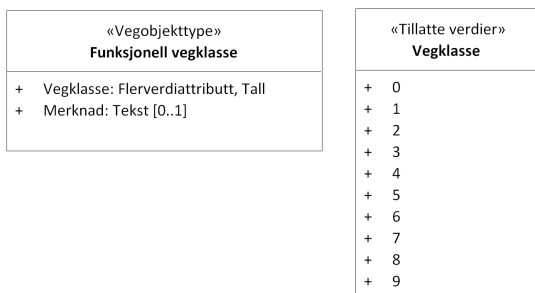 «Vegobjekttype»
Funksjonell vegklasse
+ Vegklasse: Flerverdiattributt, Tall
+ Merknad: Tekst [0..1]
«Tillatte verdier»
Vegklasse
+ 0
+ 1
+ 2
+ 3
+ 4
+ 5
+ 6
+ 7
+ 8
+ 9